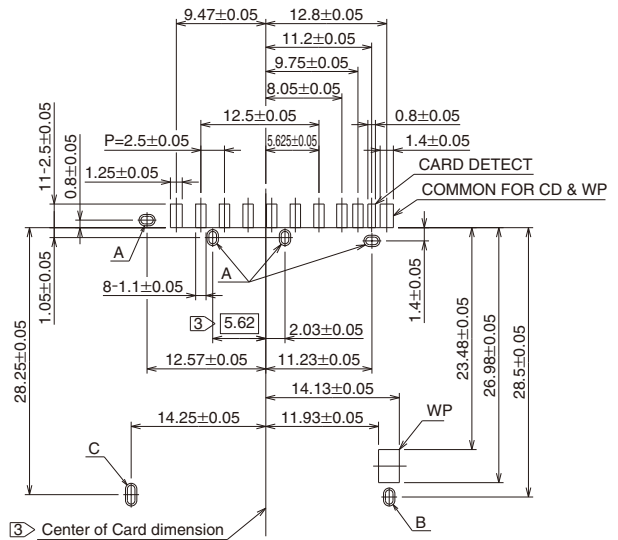 9.47±0.05 12.8±0.05
11.2±0.05
9.75±0.05
8.05±0.05
12.5±0.05 0.8±0.05
P=2.5±0.05 5.625±0.05 1.4±0.05
1.25±0.05 CARD DETECT
COMMON FOR CD & WP
11-2.5±0.05
0.8±0.05
A
A
1.05±0.05
8-1.1±0.05
1.4±0.05
3 5.62 2.03±0.05
12.57±0.05 11.23±0.05
28.25±0.05
23.48±0.05
26.98±0.05
28.5±0.05
14.13±0.05
14.25±0.05 11.93±0.05 WP
C
B
3 Center of Card dimension